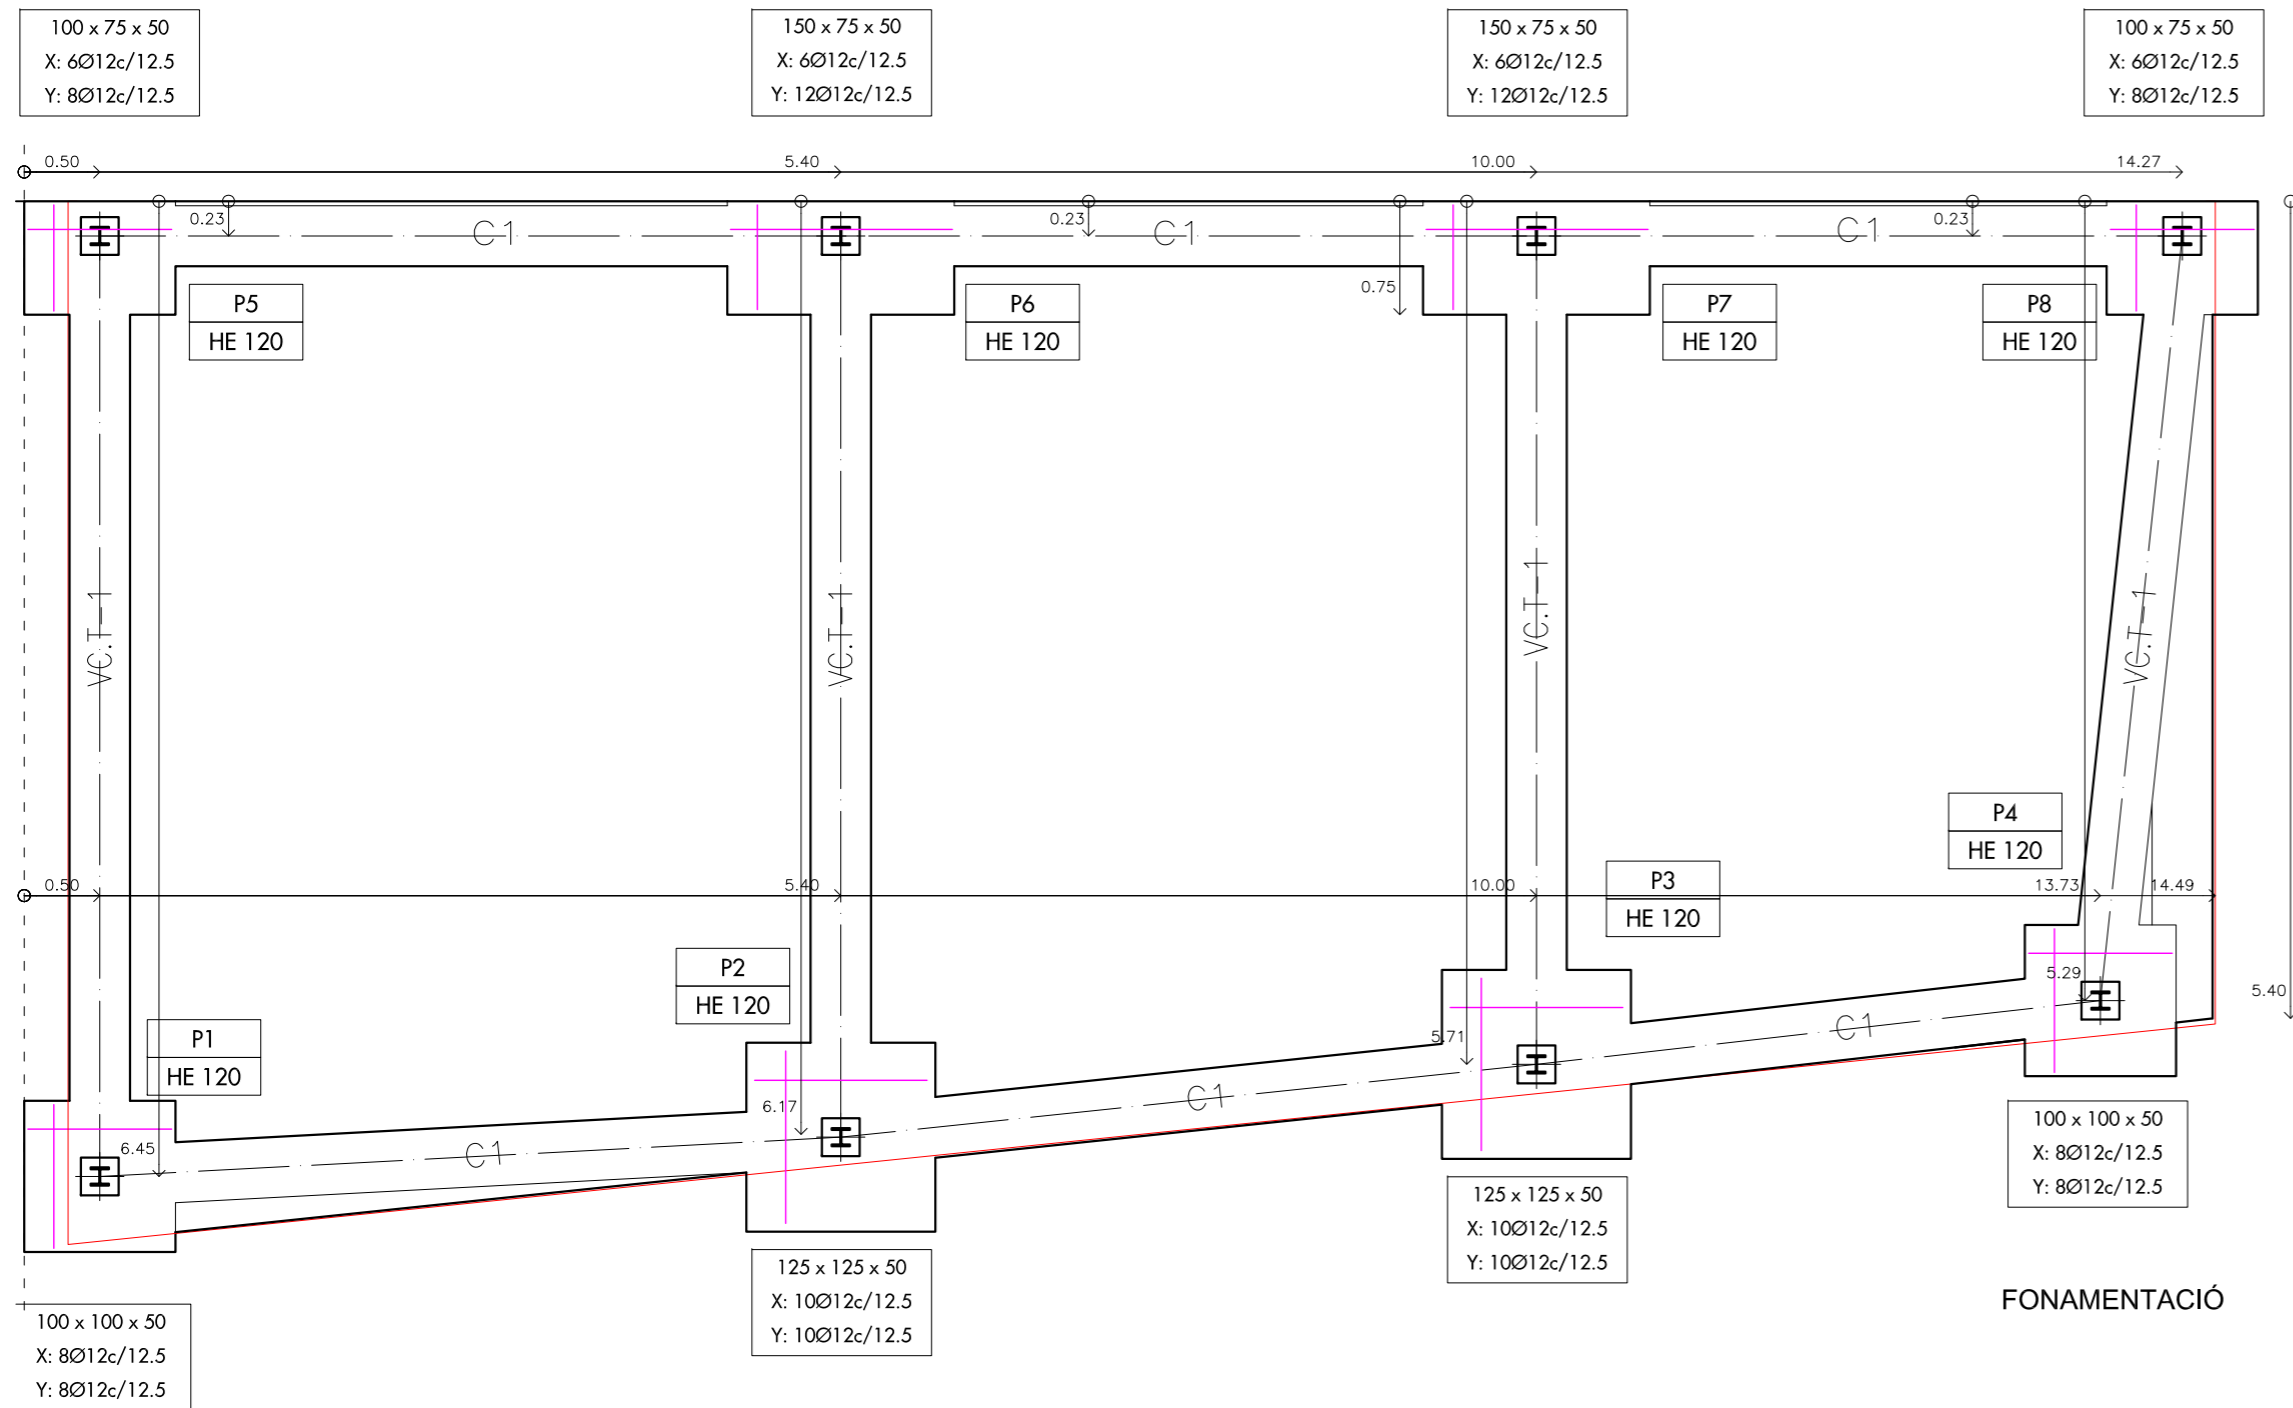 100 x 75 x 50
X: 6Ø12c/12.5
Y: 8Ø12c/12.5
150 x 75 x 50
X: 6Ø12c/12.5
Y: 12Ø12c/12.5
150 x 75 x 50
X: 6Ø12c/12.5
Y: 12Ø12c/12.5
100 x 75 x 50
X: 6Ø12c/12.5
Y: 8Ø12c/12.5
0.50
5.40
10.00
14.27
0.23
C1
0.23
C1
0.23
C1
0.75
P5
HE 120
P6
HE 120
P7
HE 120
P8
HE 120
VC.T-1
VC.T-1
VC.T-1
VC.T-1
P4
HE 120
0.50
5.40
10.00
13.73
14.49
P3
HE 120
P2
HE 120
5.29
5.40
P1
HE 120
5.71
C1
6.17
C1
6.45
C1
100 x 100 x 50
X: 8Ø12c/12.5
Y: 8Ø12c/12.5
125 x 125 x 50
X: 10Ø12c/12.5
Y: 10Ø12c/12.5
125 x 125 x 50
X: 10Ø12c/12.5
Y: 10Ø12c/12.5
FONAMENTACIÓ
100 x 100 x 50
X: 8Ø12c/12.5
Y: 8Ø12c/12.5